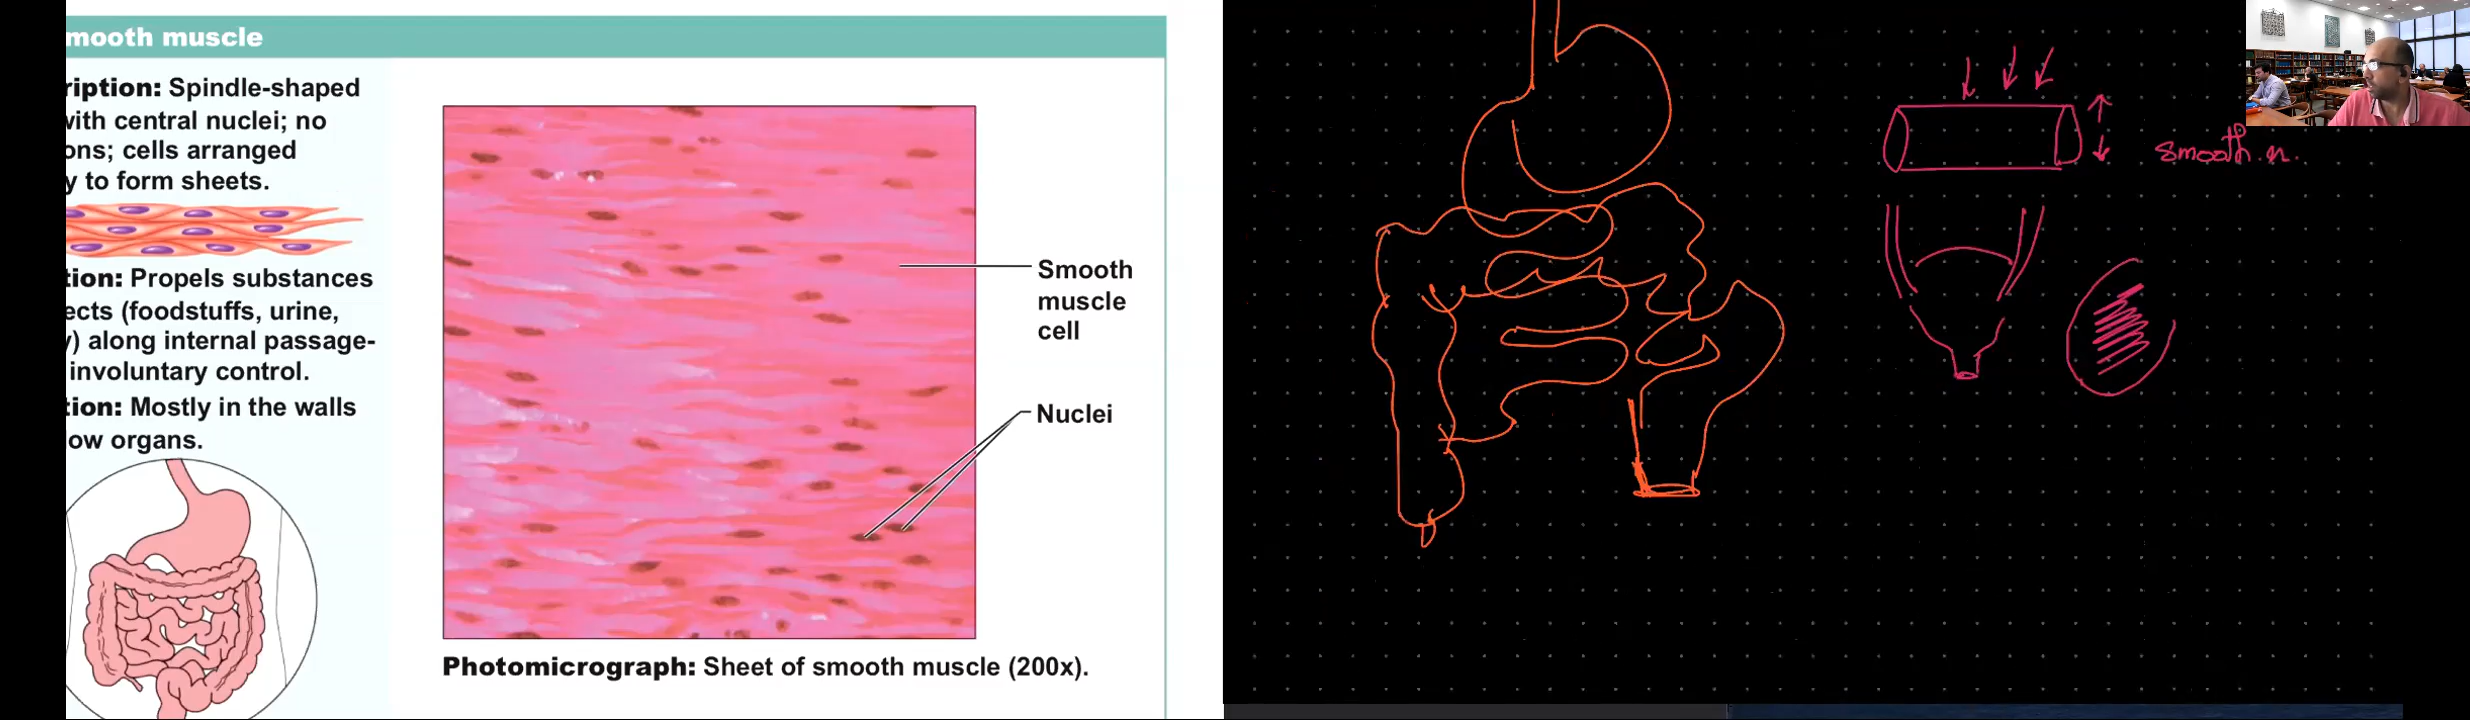 mooth muscle
ription: Spindle-shaped
with central nuclei; no
ons; cells arranged
y to form sheets.
tion: Propels substances
ects (foodstuffs, urine,
y) along internal passage-
involuntary control.
tion: Mostly in the walls
ow organs.
Smooth
muscle
cell
Nuclei
Photomicrograph: Sheet of smooth muscle (200x).
Smooth.m.